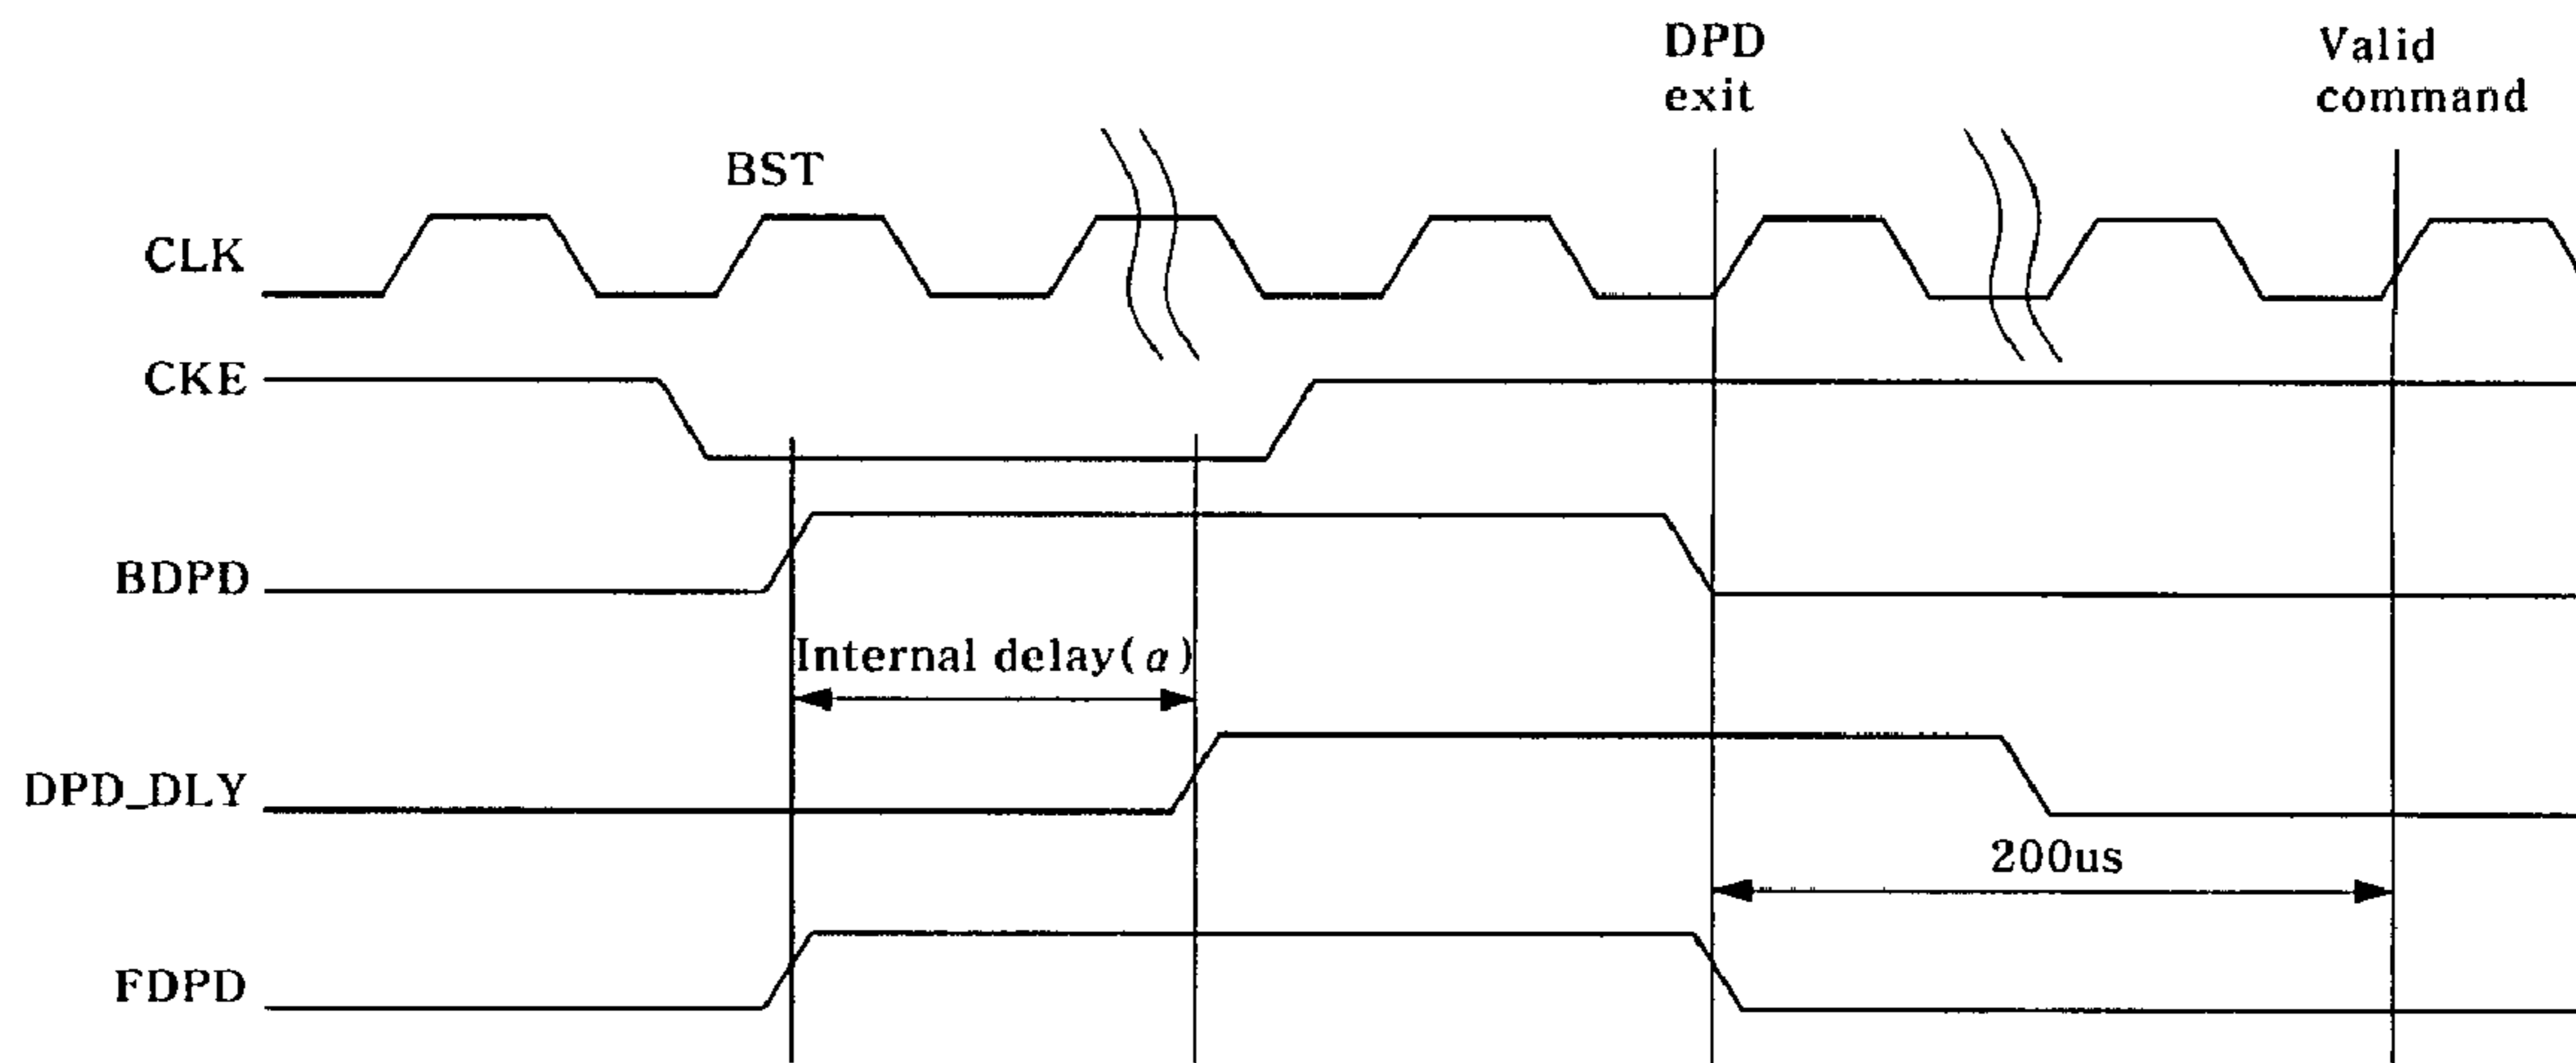 DPD
exit
Valid
command
BST
CLK
CKE
BDPD
Internal delay(a)
DPD_DLY
200us
FDPD